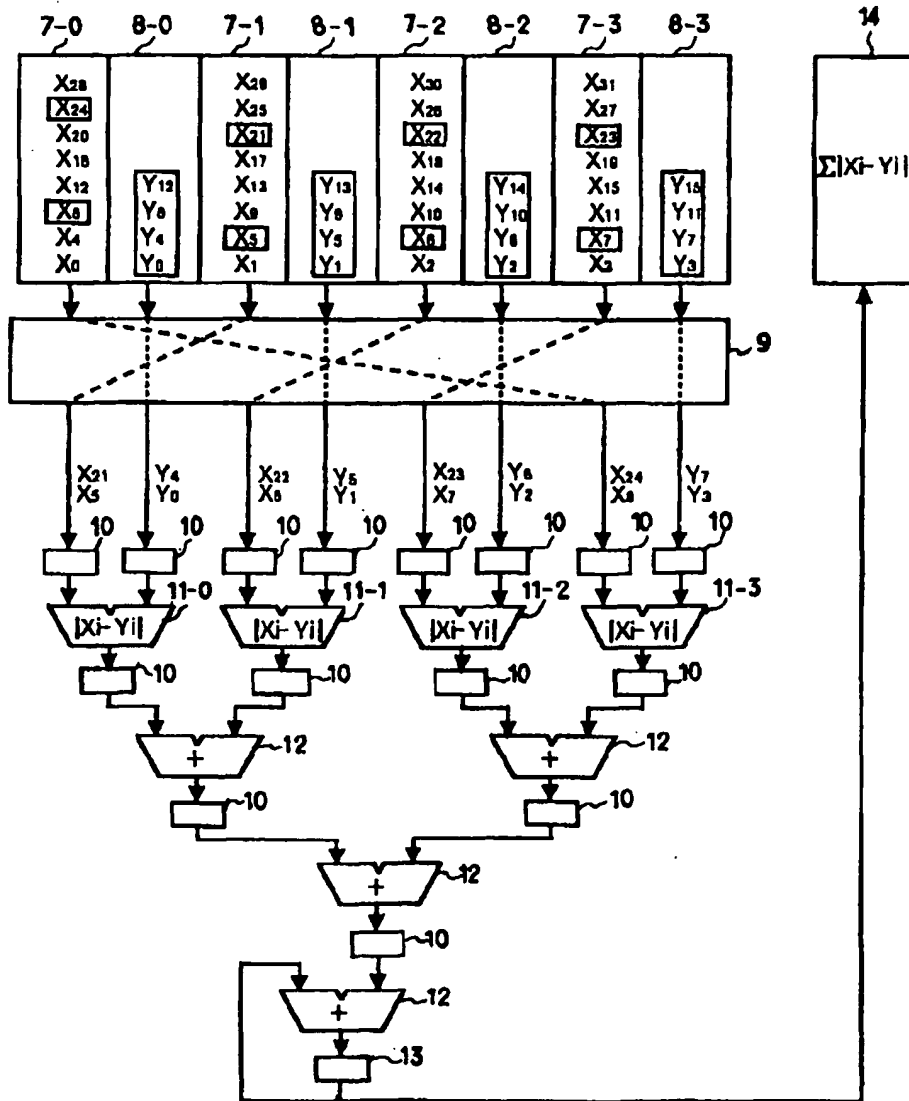 7-0 8-0 7-1 8-1 7-2 8-2 7-3 8-3 14
X28 X29 X30 X31
X24 X25 X26 X27
X20 X21 X22 X23
X16 X17 X18 X19
X12 Y12 X13 Y13 X14 Y14 X15 Y15
X8 Y8 X9 Y9 X10 Y10 X11 Y11
X4 Y4 X5 Y5 X6 Y6 X7 Y7
X0 Y0 X1 Y1 X2 Y2 X3 Y3
Σ|Xi-Yi|
9
X21 Y4 X22 Y5 X23 Y6 X24 Y7
X5 Y0 X6 Y1 X7 Y2 X8 Y3
10 10 10 10 10 10 10 10
11-0 11-1 11-2 11-3
|Xi-Yi| |Xi-Yi| |Xi-Yi| |Xi-Yi|
10 10 10 10
+ 12 + 12
10 10
+ 12
10
+ 12
13